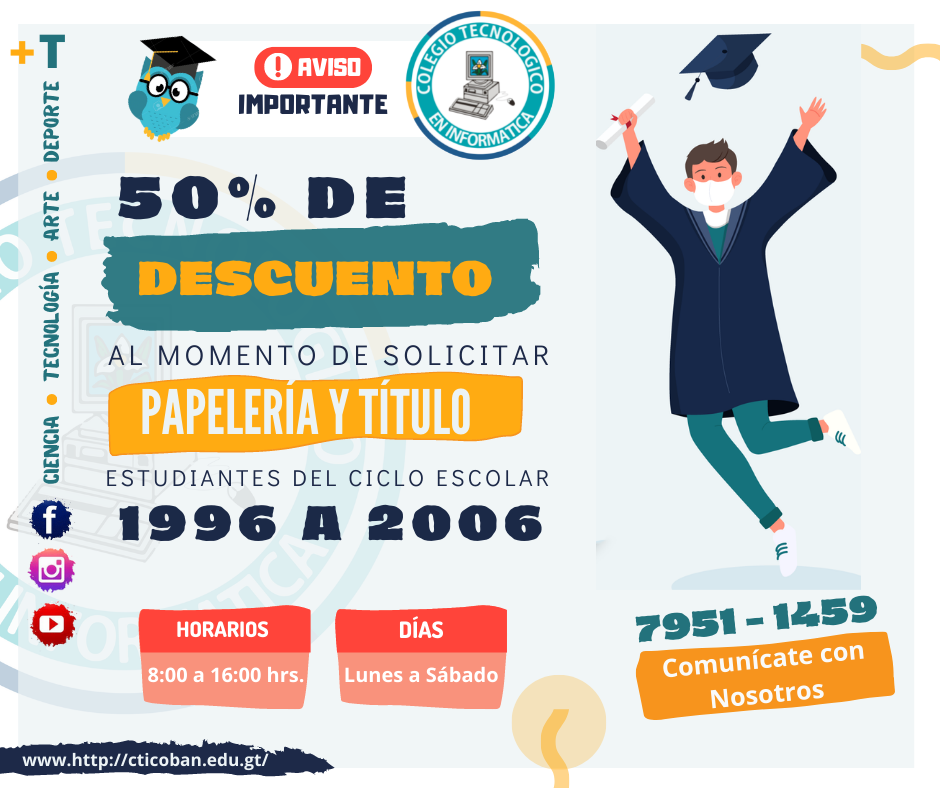 +T
CIENCIA • TECNOLOGÍA • ARTE • DEPORTE
! AVISO
IMPORTANTE
COLEGIO TECNOLOGICO
EN INFORMATICA
50% DE
DESCUENTO
AL MOMENTO DE SOLICITAR
PAPELERÍA Y TÍTULO
ESTUDIANTES DEL CICLO ESCOLAR
1996 A 2006
HORARIOS
8:00 a 16:00 hrs.
DÍAS
Lunes a Sábado
7951 - 1459
Comunícate con
Nosotros
www.http://cticoban.edu.gt/